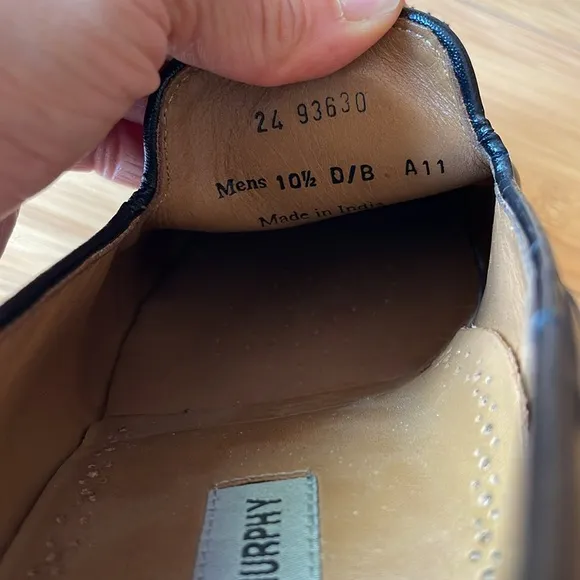 24 93630
Mens 10½ D/B A11
Made in India
URPHY